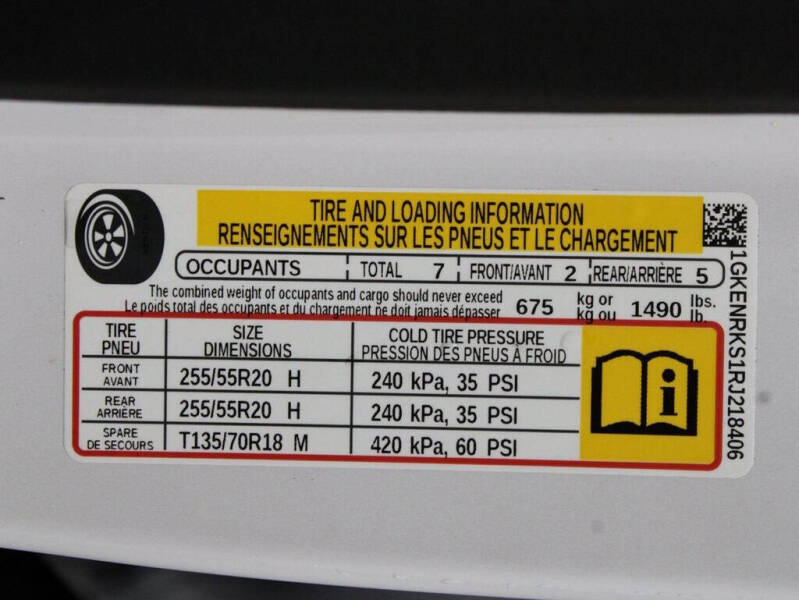 TIRE AND LOADING INFORMATION
RENSEIGNEMENTS SUR LES PNEUS ET LE CHARGEMENT
OCCUPANTS TOTAL 7 FRONT/AVANT 2 REAR/ARRIÈRE 5
The combined weight of occupants and cargo should never exceed 675 kg or 1490 lbs.
Le poids total des occupants et du chargement ne doit jamais dépasser kg ou lb.
TIRE PNEU SIZE DIMENSIONS COLD TIRE PRESSURE PRESSION DES PNEUS À FROID
FRONT AVANT 255/55R20 H 240 kPa, 35 PSI
REAR ARRIÈRE 255/55R20 H 240 kPa, 35 PSI
SPARE DE SECOURS T135/70R18 M 420 kPa, 60 PSI
i
1GKENRKS1RJ218406